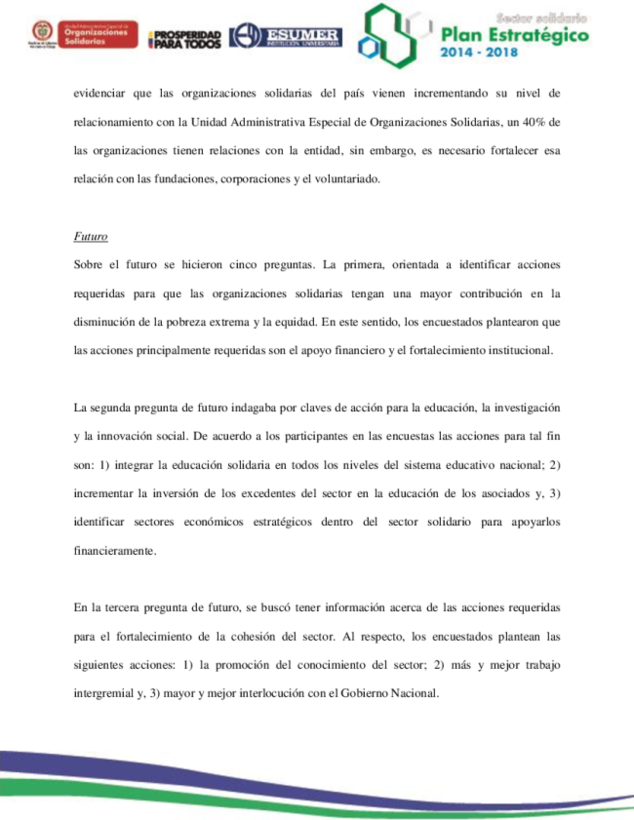 Unidad Administrativa Especial de
Organizaciones
Solidarias
PROSPERIDAD
PARA TODOS
ESUMER
INSTITUCIÓN UNIVERSITARIA
Sector solidario
Plan Estratégico
2014 - 2018
evidenciar que las organizaciones solidarias del país vienen incrementando su nivel de
relacionamiento con la Unidad Administrativa Especial de Organizaciones Solidarias, un 40% de
las organizaciones tienen relaciones con la entidad, sin embargo, es necesario fortalecer esa
relación con las fundaciones, corporaciones y el voluntariado.
Futuro
Sobre el futuro se hicieron cinco preguntas. La primera, orientada a identificar acciones
requeridas para que las organizaciones solidarias tengan una mayor contribución en la
disminución de la pobreza extrema y la equidad. En este sentido, los encuestados plantearon que
las acciones principalmente requeridas son el apoyo financiero y el fortalecimiento institucional.
La segunda pregunta de futuro indagaba por claves de acción para la educación, la investigación
y la innovación social. De acuerdo a los participantes en las encuestas las acciones para tal fin
son: 1) integrar la educación solidaria en todos los niveles del sistema educativo nacional; 2)
incrementar la inversión de los excedentes del sector en la educación de los asociados y, 3)
identificar sectores económicos estratégicos dentro del sector solidario para apoyarlos
financieramente.
En la tercera pregunta de futuro, se buscó tener información acerca de las acciones requeridas
para el fortalecimiento de la cohesión del sector. Al respecto, los encuestados plantean las
siguientes acciones: 1) la promoción del conocimiento del sector; 2) más y mejor trabajo
intergremial y, 3) mayor y mejor interlocución con el Gobierno Nacional.